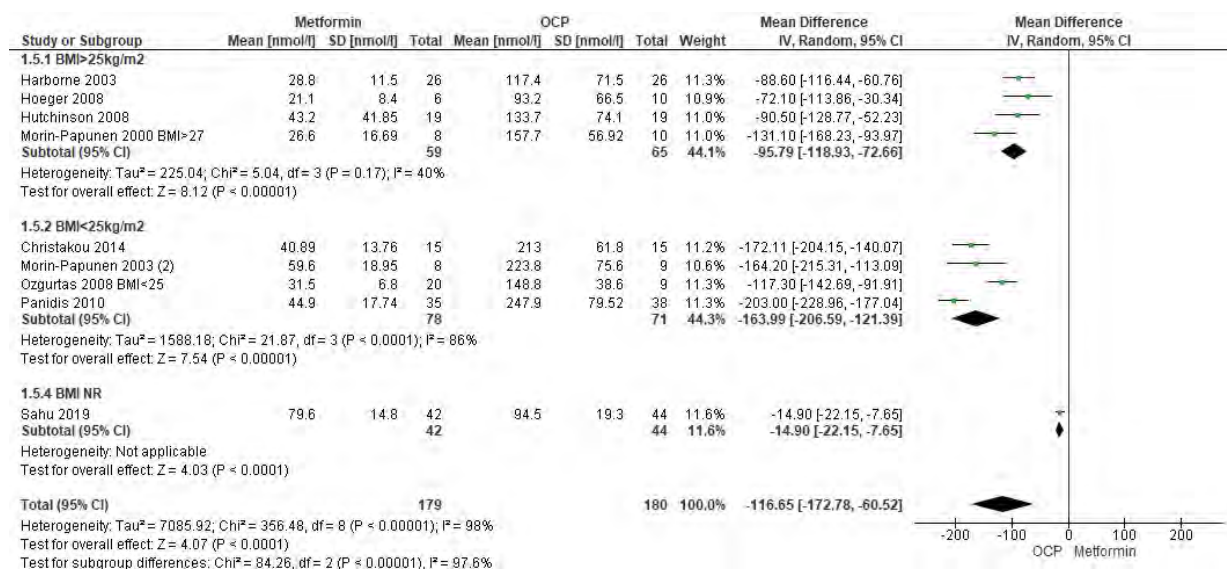 Metformin OCP Mean Difference Mean Difference
Study or Subgroup Mean [nmol/l] SD [nmol/l] Total Mean [nmol/l] SD [nmol/l] Total Weight IV, Random, 95% CI IV, Random, 95% CI
1.5.1 BMI>25kg/m2
Harborne 2003 28.8 11.5 26 117.4 71.5 26 11.3% -88.60 [-116.44, -60.76]
Hoeger 2008 21.1 8.4 6 93.2 66.5 10 10.9% -72.10 [-113.86, -30.34]
Hutchinson 2008 43.2 41.85 19 133.7 74.1 19 11.0% -90.50 [-128.77, -52.23]
Morin-Papunen 2000 BMI>27 26.6 16.69 8 157.7 56.92 10 11.0% -131.10 [-168.23, -93.97]
Subtotal (95% CI) 59 65 44.1% -95.79 [-118.93, -72.66]
Heterogeneity: Tau² = 225.04; Chi² = 5.04, df = 3 (P = 0.17); I² = 40%
Test for overall effect: Z = 8.12 (P < 0.00001)
1.5.2 BMI<25kg/m2
Christakou 2014 40.89 13.76 15 213 61.8 15 11.2% -172.11 [-204.15, -140.07]
Morin-Papunen 2003 (2) 59.6 18.95 8 223.8 75.6 9 10.6% -164.20 [-215.31, -113.09]
Ozgurtas 2008 BMI<25 31.5 6.8 20 148.8 38.6 9 11.3% -117.30 [-142.69, -91.91]
Panidis 2010 44.9 17.74 35 247.9 79.52 38 11.3% -203.00 [-228.96, -177.04]
Subtotal (95% CI) 78 71 44.3% -163.99 [-206.59, -121.39]
Heterogeneity: Tau² = 1588.18; Chi² = 21.87, df = 3 (P < 0.0001); I² = 86%
Test for overall effect: Z = 7.54 (P < 0.00001)
1.5.4 BMI NR
Sahu 2019 79.6 14.8 42 94.5 19.3 44 11.6% -14.90 [-22.15, -7.65]
Subtotal (95% CI) 42 44 11.6% -14.90 [-22.15, -7.65]
Heterogeneity: Not applicable
Test for overall effect: Z = 4.03 (P < 0.0001)
Total (95% CI) 179 180 100.0% -116.65 [-172.78, -60.52]
Heterogeneity: Tau² = 7085.92; Chi² = 356.48, df = 8 (P < 0.00001); I² = 98%
Test for overall effect: Z = 4.07 (P < 0.0001)
Test for subgroup differences: Chi² = 84.26, df = 2 (P < 0.00001), I² = 97.6%
-200 -100 0 100 200
OCP Metformin